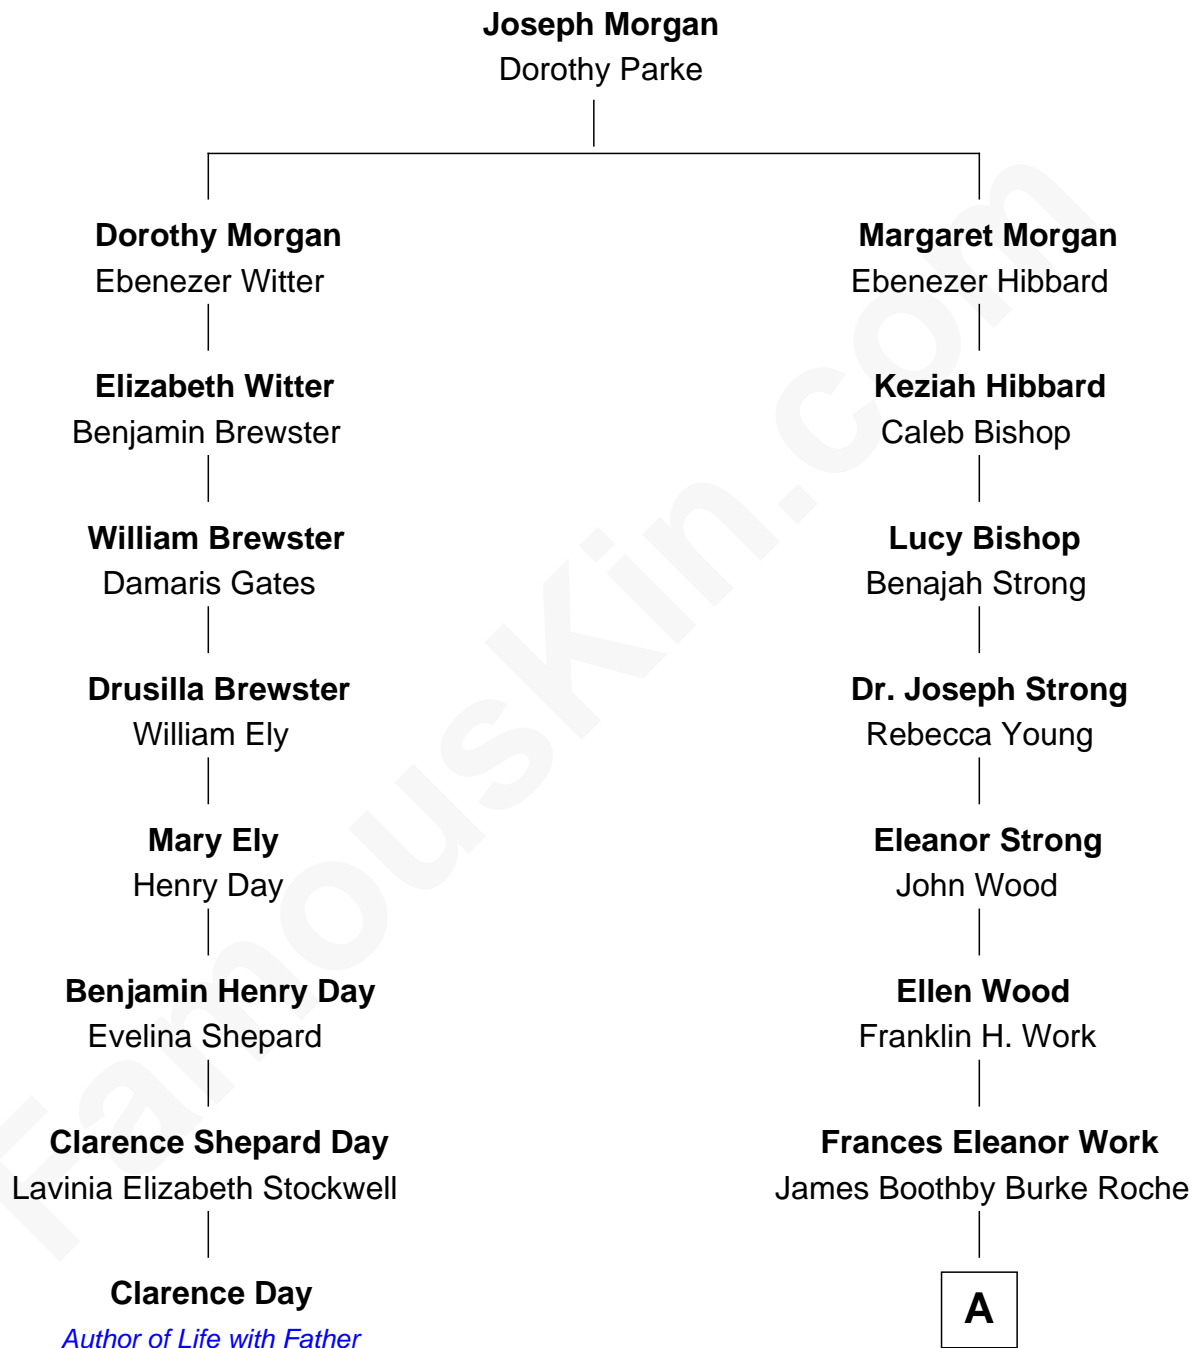 Joseph Morgan
Dorothy Parke
Dorothy Morgan
Ebenezer Witter
Margaret Morgan
Ebenezer Hibbard
Elizabeth Witter
Benjamin Brewster
Keziah Hibbard
Caleb Bishop
William Brewster
Damaris Gates
Lucy Bishop
Benajah Strong
Drusilla Brewster
William Ely
Dr. Joseph Strong
Rebecca Young
Mary Ely
Henry Day
Eleanor Strong
John Wood
Benjamin Henry Day
Evelina Shepard
Ellen Wood
Franklin H. Work
Clarence Shepard Day
Lavinia Elizabeth Stockwell
Frances Eleanor Work
James Boothby Burke Roche
Clarence Day
Author of Life with Father
A
FamousKin.com